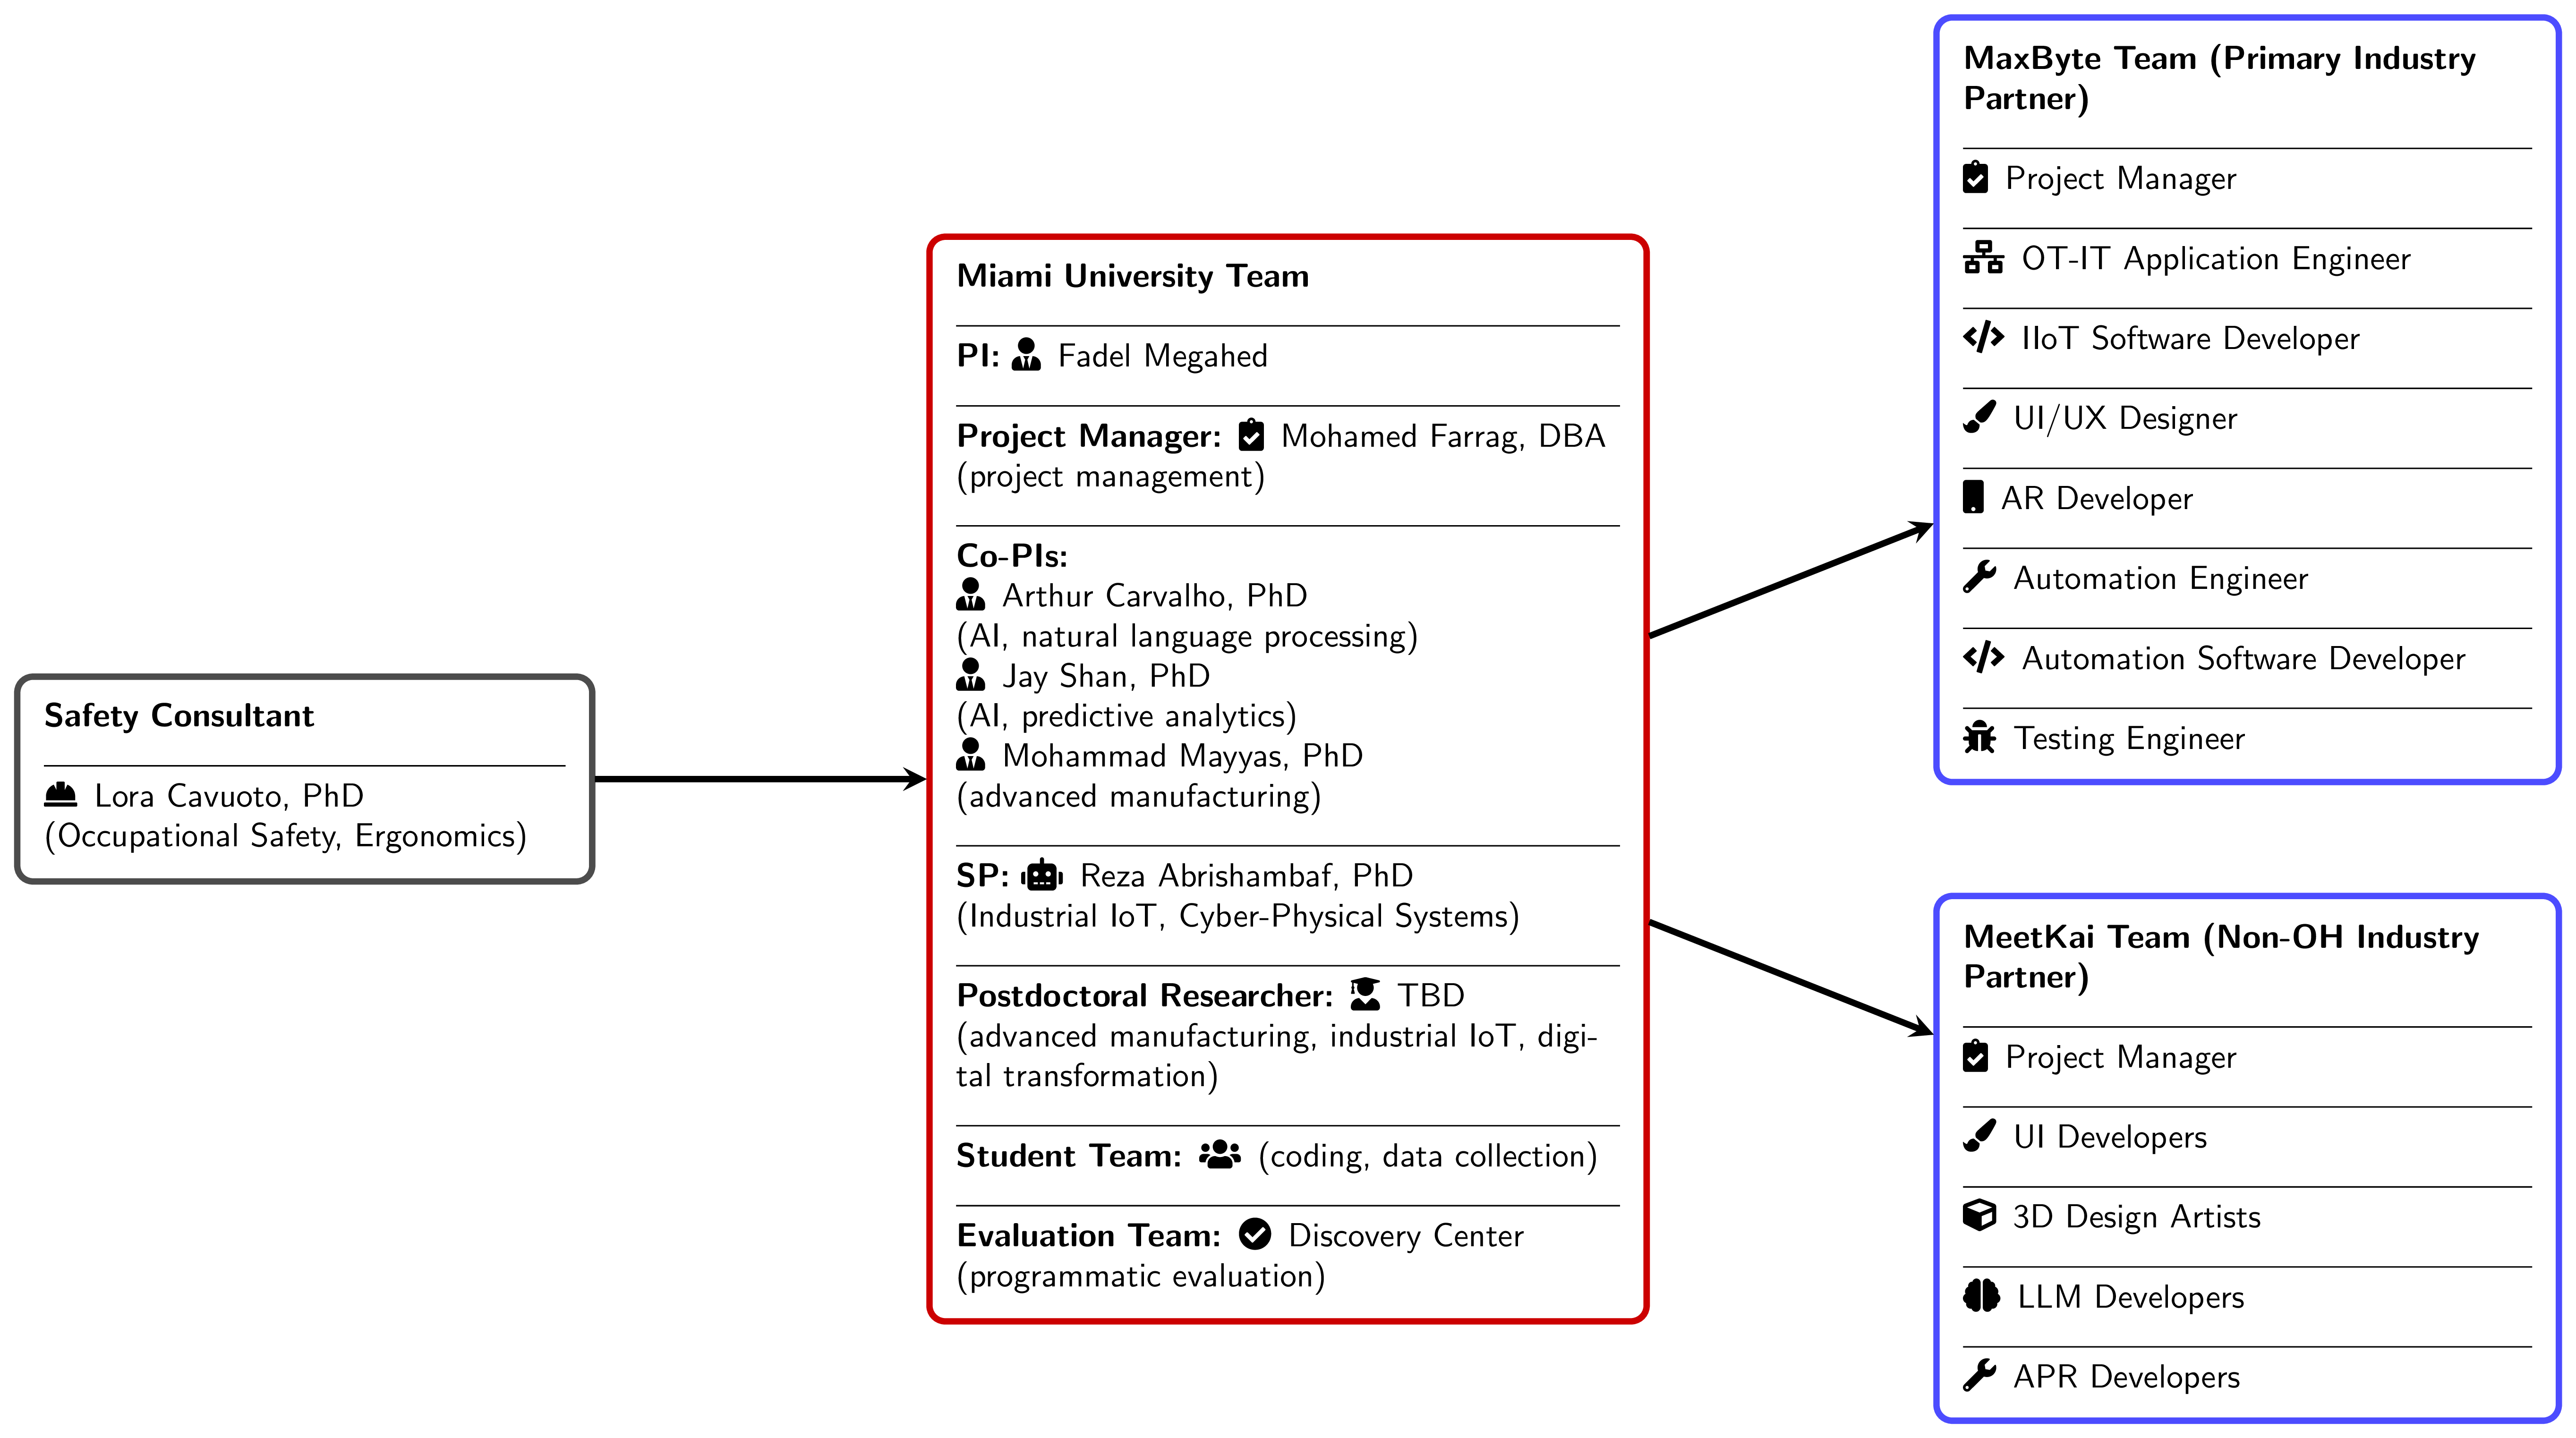 Safety Consultant
Lora Cavuoto, PhD
(Occupational Safety, Ergonomics)
Miami University Team
PI: Fadel Megahed
Project Manager: Mohamed Farrag, DBA
(project management)
Co-PIs:
Arthur Carvalho, PhD
(AI, natural language processing)
Jay Shan, PhD
(AI, predictive analytics)
Mohammad Mayyas, PhD
(advanced manufacturing)
SP: Reza Abrishambaf, PhD
(Industrial IoT, Cyber-Physical Systems)
Postdoctoral Researcher: TBD
(advanced manufacturing, industrial IoT, digi-
tal transformation)
Student Team: (coding, data collection)
Evaluation Team: Discovery Center
(programmatic evaluation)
MaxByte Team (Primary Industry
Partner)
Project Manager
OT-IT Application Engineer
IIoT Software Developer
UI/UX Designer
AR Developer
Automation Engineer
Automation Software Developer
Testing Engineer
MeetKai Team (Non-OH Industry
Partner)
Project Manager
UI Developers
3D Design Artists
LLM Developers
APR Developers